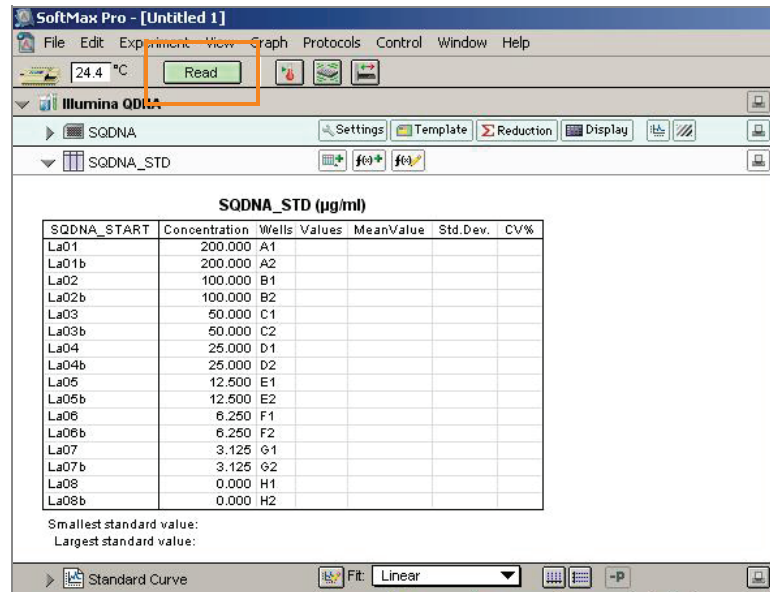 SoftMax Pro - [Untitled 1]
File Edit Experiment View Graph Protocols Control Window Help
24.4 °C Read
Illumina QDNA
SQDNA Settings Template Reduction Display
SQDNA_STD
SQDNA_STD (µg/ml)
SQDNA_START Concentration Wells Values MeanValue Std.Dev. CV%
La01 200.000 A1
La01b 200.000 A2
La02 100.000 B1
La02b 100.000 B2
La03 50.000 C1
La03b 50.000 C2
La04 25.000 D1
La04b 25.000 D2
La05 12.500 E1
La05b 12.500 E2
La06 6.250 F1
La06b 6.250 F2
La07 3.125 G1
La07b 3.125 G2
La08 0.000 H1
La08b 0.000 H2
Smallest standard value:
Largest standard value:
Standard Curve Fit: Linear -P